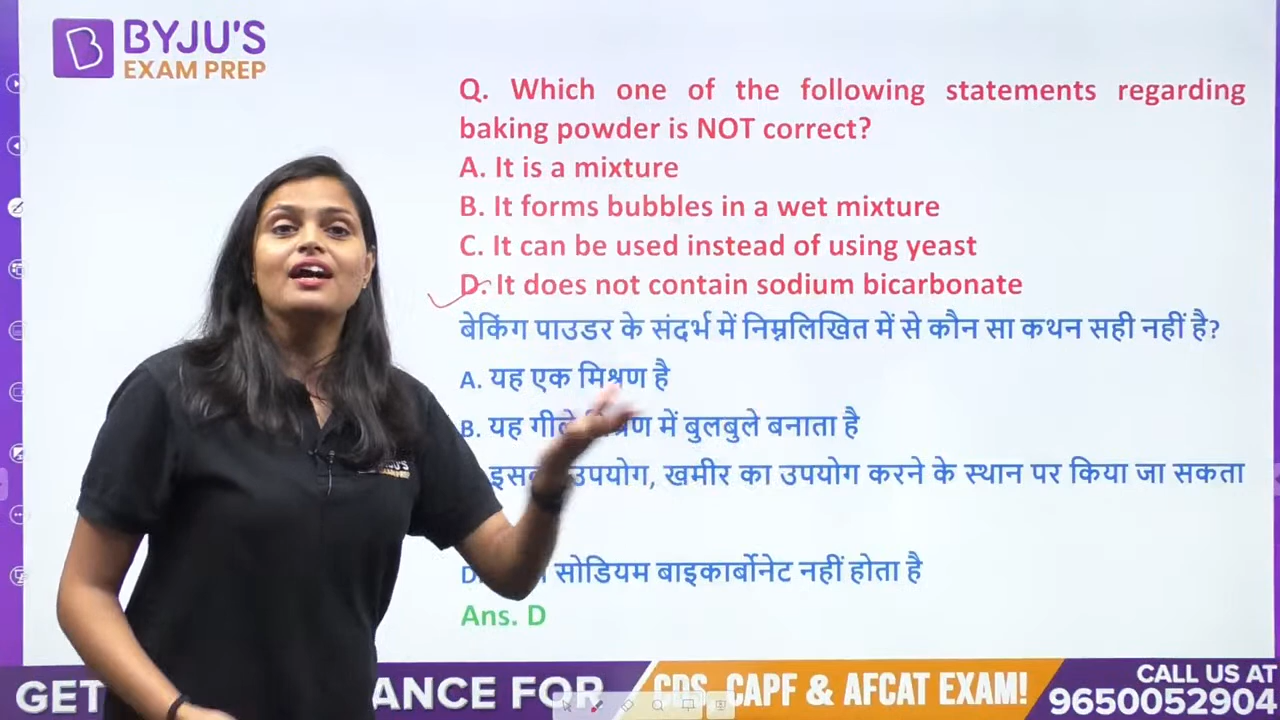 BYJU'S
EXAM PREP
Q. Which one of the following statements regarding
baking powder is NOT correct?
A. It is a mixture
B. It forms bubbles in a wet mixture
C. It can be used instead of using yeast
D. It does not contain sodium bicarbonate
बेकिंग पाउडर के संदर्भ में निम्नलिखित में से कौन सा कथन सही नहीं है?
A. यह एक मिश्रण है
B. यह में बुलबुले बनाता है
उपयोग, खमीर का उपयोग करने के स्थान पर किया जा सकता
सोडियम बाइकार्बोनेट नहीं होता है
Ans. D
BYJU'S
GET FOR CDS, CAPF & AFCAT EXAM!
CALL US AT
9650052904